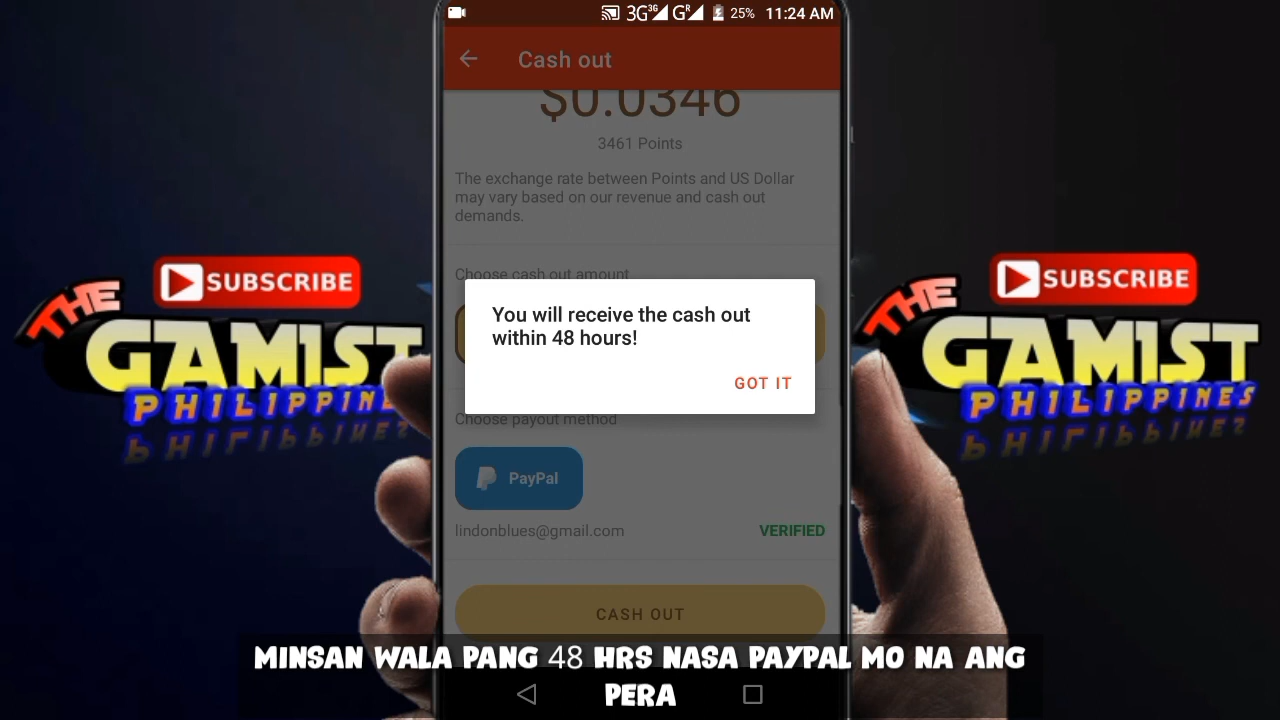 3G 3G G R 25% 11:24 AM
Cash out
$0.0346
3461 Points
The exchange rate between Points and US Dollar
may vary based on our revenue and cash out
demands.
Choose cash out amount
You will receive the cash out
within 48 hours!
GOT IT
Choose payout method
PayPal
lindonblues@gmail.com VERIFIED
CASH OUT
SUBSCRIBE
THE
GAMIST
PHILIPPINE
SUBSCRIBE
THE
GAMIST
PHILIPPINES
MINSAN WALA PANG 48 HRS NASA PAYPAL MO NA ANG
PERA